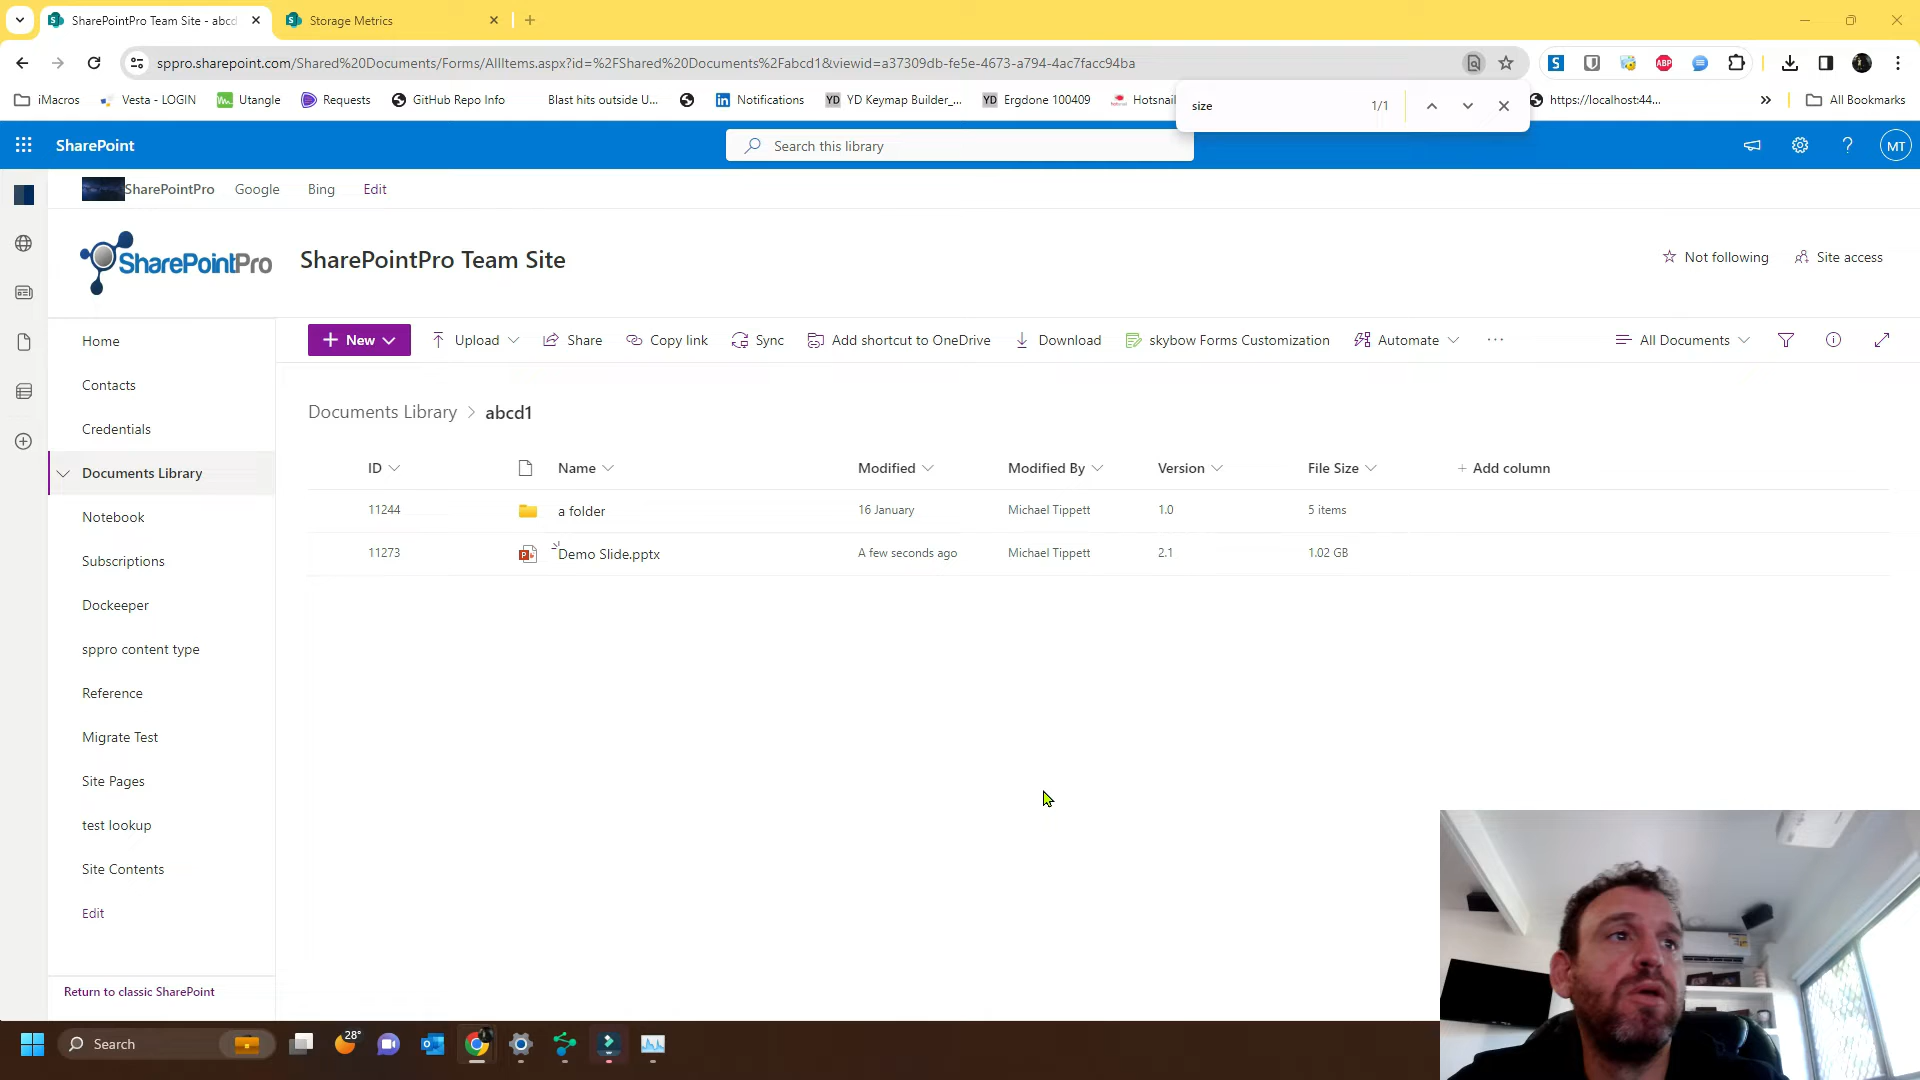 SharePointPro Team Site - abcd
Storage Metrics
sppro.sharepoint.com/Shared%20Documents/Forms/AllItems.aspx?id=%2FShared%20Documents%2Fabcd1&viewid=a37309db-fe5e-4673-a794-4ac7facc94ba
iMacros
Vesta - LOGIN
Utangle
Requests
GitHub Repo Info
Blast hits outside U...
Notifications
YD Keymap Builder_...
Ergdone 100409
Hotsnail
https://localhost:44...
All Bookmarks
size 1/1
SharePoint
Search this library
MT
SharePointPro Google Bing Edit
SharePointPro
SharePointPro Team Site
Not following
Site access
New
Upload
Share
Copy link
Sync
Add shortcut to OneDrive
Download
skybow Forms Customization
Automate
All Documents
Home
Contacts
Credentials
Documents Library
Notebook
Subscriptions
Dockeeper
sppro content type
Reference
Migrate Test
Site Pages
test lookup
Site Contents
Edit
Return to classic SharePoint
Documents Library > abcd1
ID Name Modified Modified By Version File Size + Add column
11244 a folder 16 January Michael Tippett 1.0 5 items
11273 Demo Slide.pptx A few seconds ago Michael Tippett 2.1 1.02 GB
Search
28°